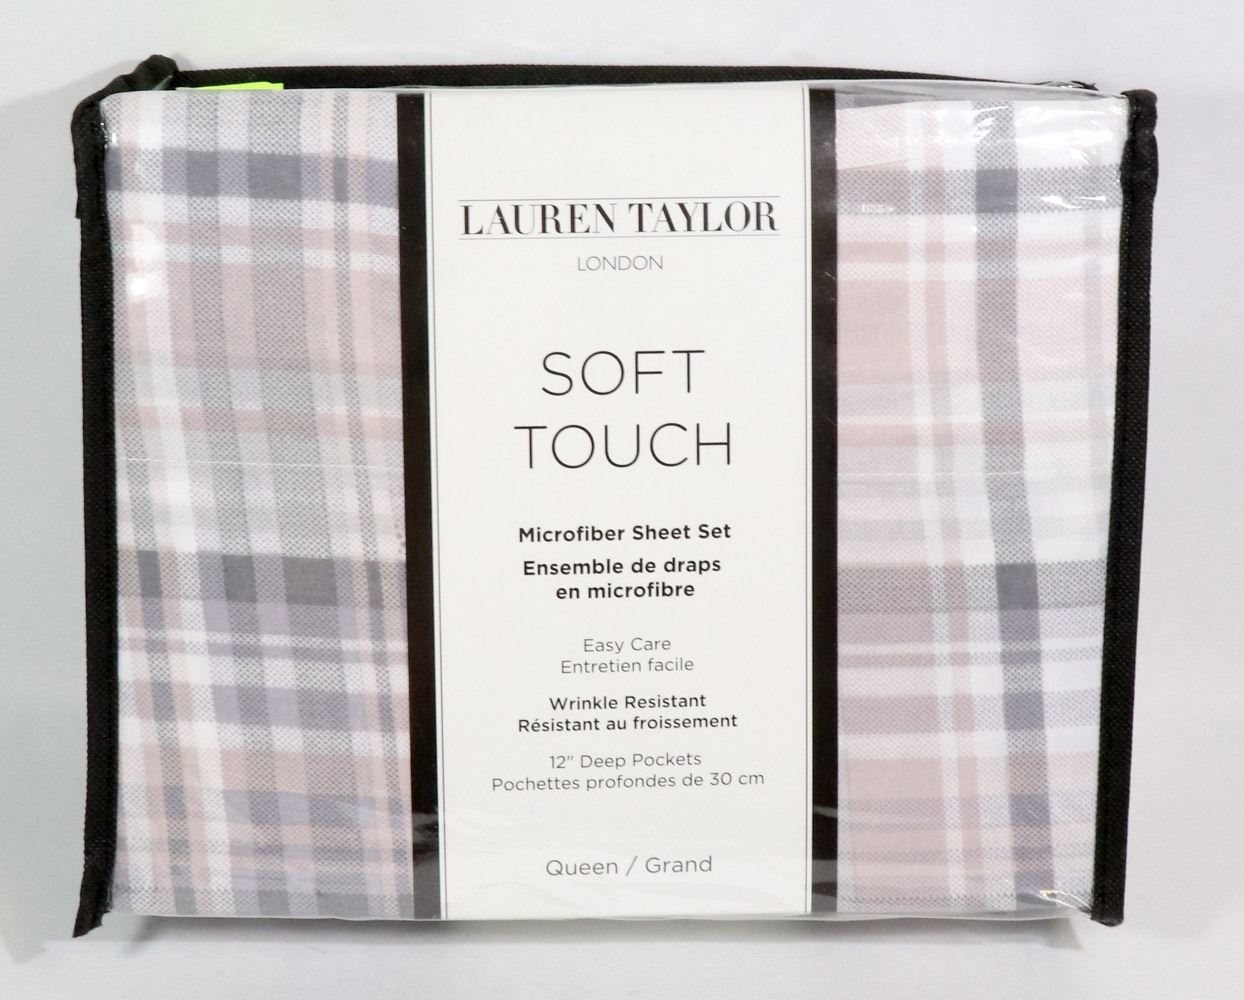 LAUREN TAYLOR
LONDON
SOFT
TOUCH
Microfiber Sheet Set
Ensemble de draps
en microfibre
Easy Care
Entretien facile
Wrinkle Resistant
Résistant au froissement
12" Deep Pockets
Pochettes profondes de 30 cm
Queen / Grand